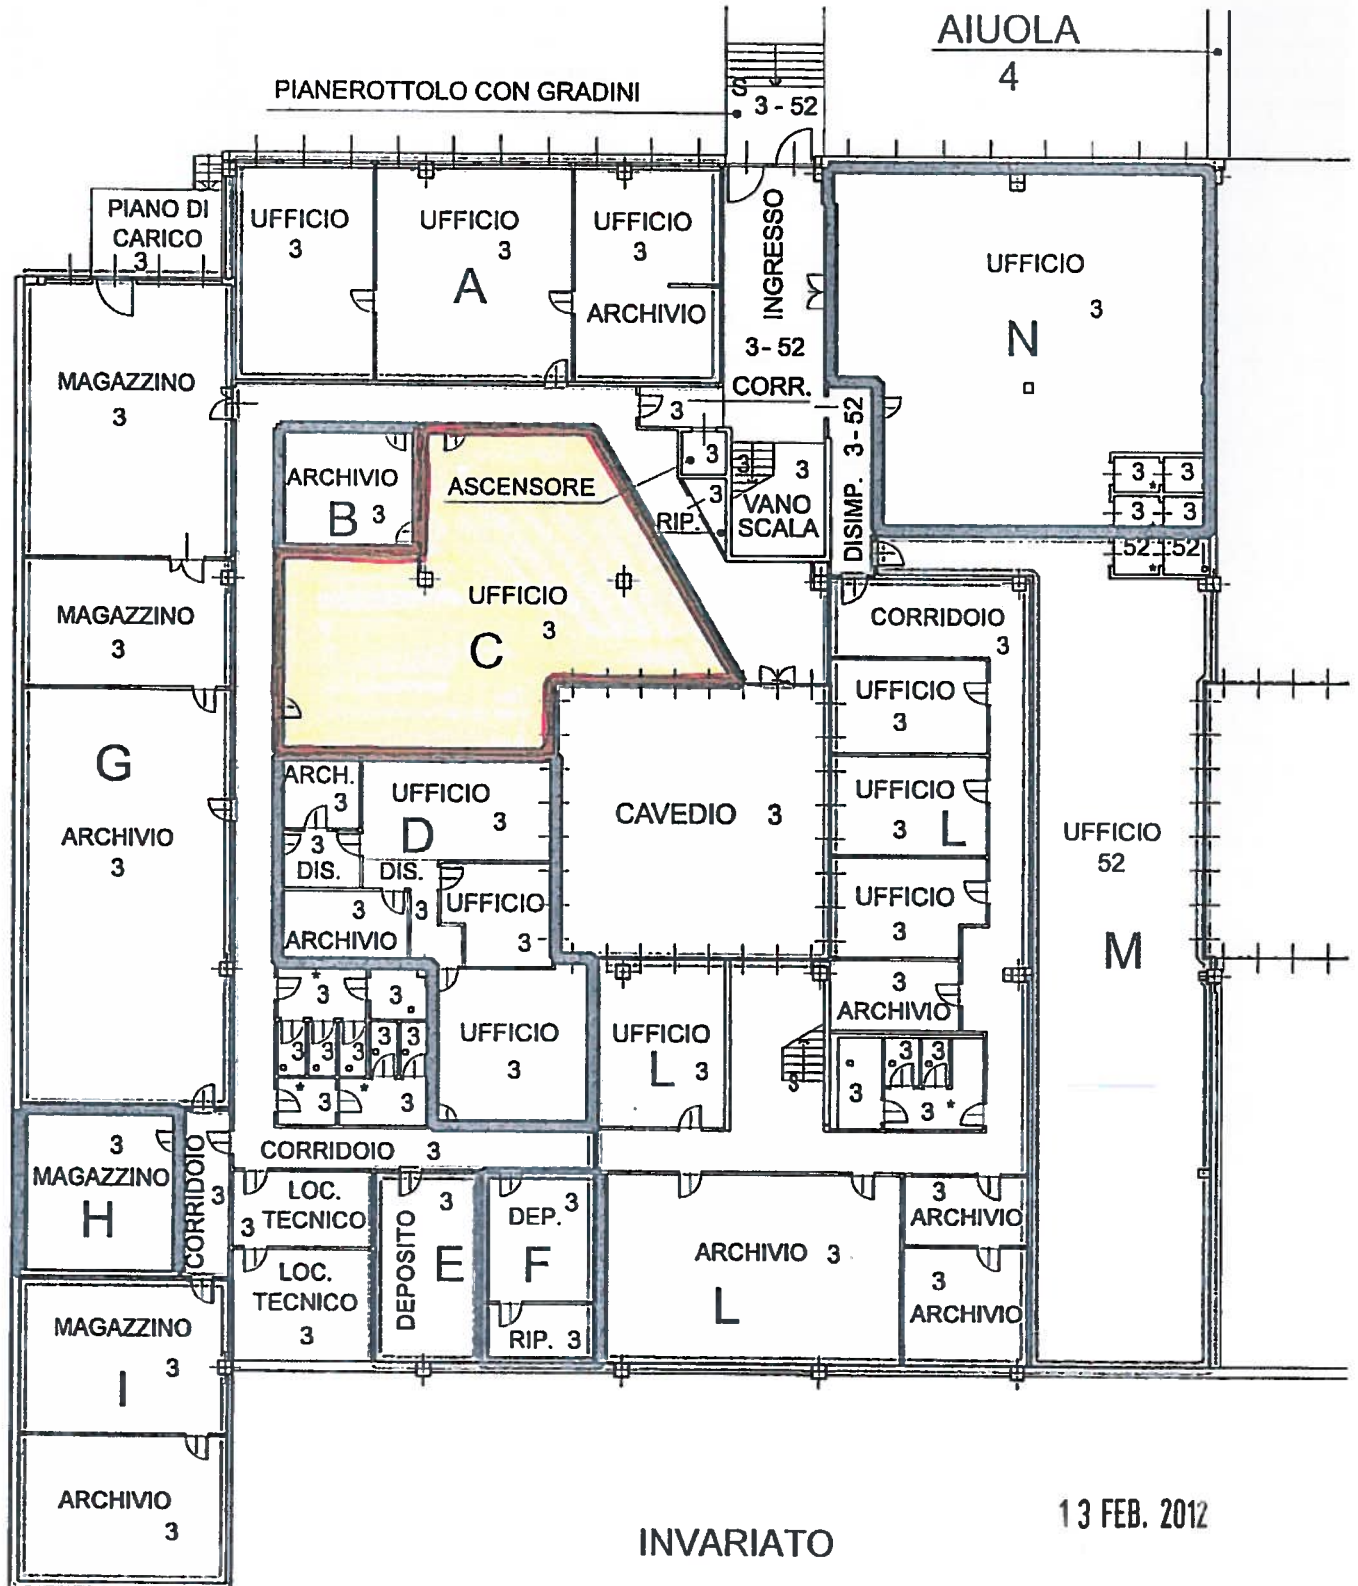 AIUOLA
4
PIANEROTTOLO CON GRADINI
S
3 - 52
PIANO DI
CARICO
3
UFFICIO
3
UFFICIO
3
A
UFFICIO
3
ARCHIVIO
INGRESSO
3 - 52
CORR.
UFFICIO
3
N
MAGAZZINO
3
3
DISIMP. 3-52
ARCHIVIO
B 3
ASCENSORE
3
3
3
3
RIP.
VANO
SCALA
3
3
3
3
52
52
MAGAZZINO
3
UFFICIO
3
C
CORRIDOIO
3
UFFICIO
3
G
ARCHIVIO
3
ARCH.
3
UFFICIO
3
D
CAVEDIO 3
UFFICIO
3
L
UFFICIO
52
M
3
DIS.
DIS.
UFFICIO
3
3
3
ARCHIVIO
UFFICIO
3
*
3
3
3
ARCHIVIO
UFFICIO
3
UFFICIO
L 3
S
3
3
3
3
3
*
3
*
3
3
3
3
3
*
CORRIDOIO 3
3
MAGAZZINO
H
CORRIDOIO
3
LOC.
TECNICO
3
LOC.
TECNICO
3
DEPOSITO
3
E
DEP. 3
F
RIP. 3
ARCHIVIO 3
L
3
ARCHIVIO
3
ARCHIVIO
MAGAZZINO
3
I
ARCHIVIO
3
INVARIATO
13 FEB. 2012